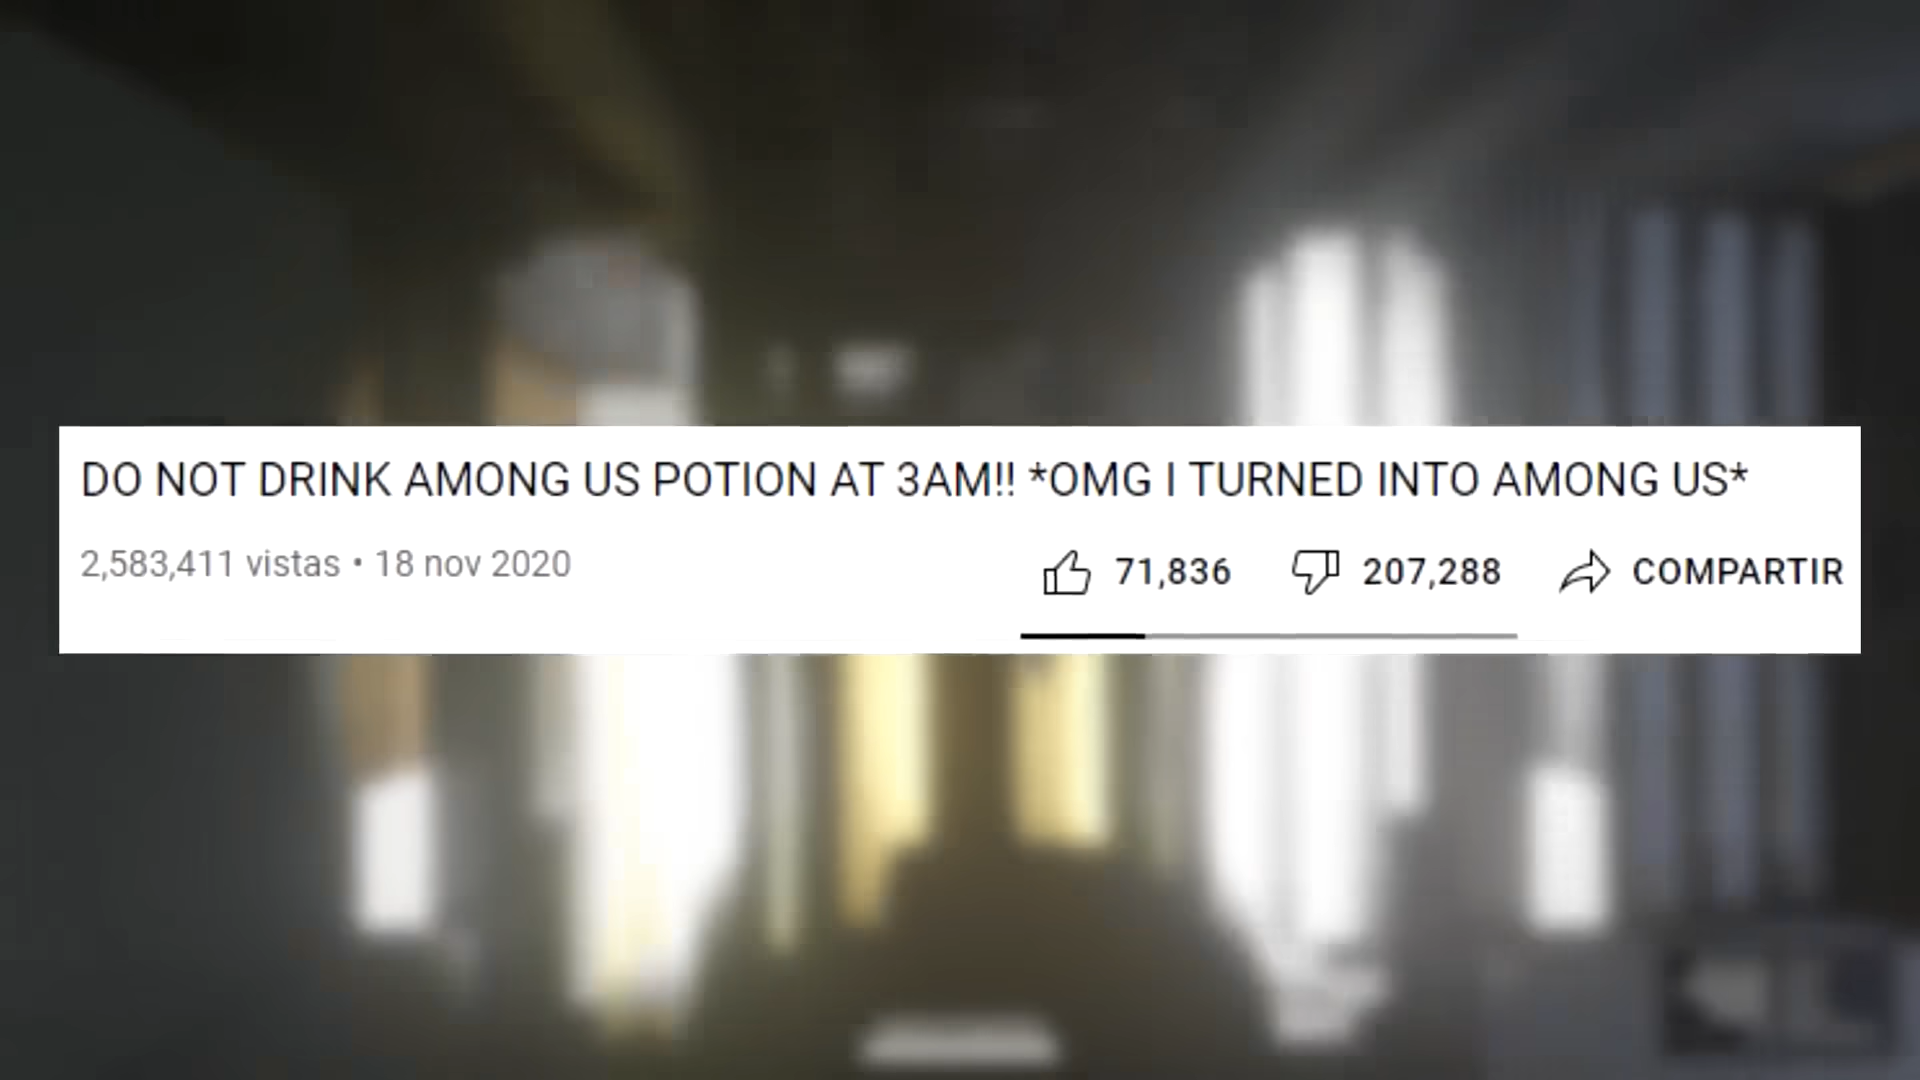 DO NOT DRINK AMONG US POTION AT 3AM!! *OMG I TURNED INTO AMONG US*
2,583,411 vistas • 18 nov 2020 71,836 207,288 COMPARTIR